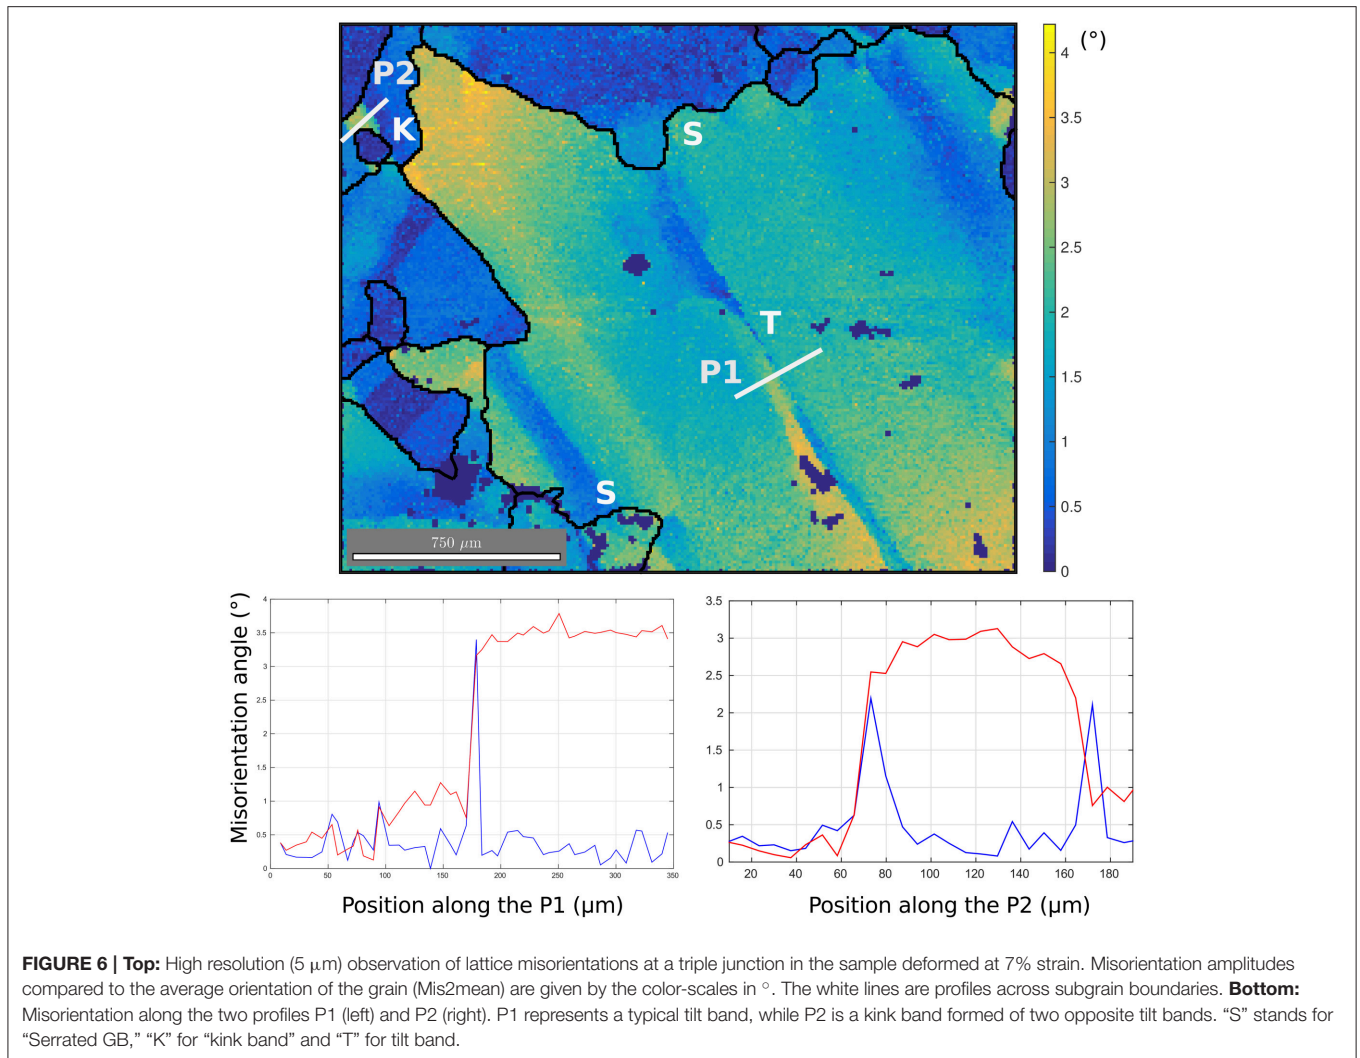 P2
K
S
T
P1
S
750 μm
(°)
4
3.5
3
2.5
2
1.5
1
0.5
0
Misorientation angle (°)
4
3.5
3
2.5
2
1.5
1
0.5
0
0 50 100 150 200 250 300 350
Position along the P1 (μm)
3.5
3
2.5
2
1.5
1
0.5
0
20 40 60 80 100 120 140 160 180
Position along the P2 (μm)
FIGURE 6 | Top: High resolution (5 μm) observation of lattice misorientations at a triple junction in the sample deformed at 7% strain. Misorientation amplitudes
compared to the average orientation of the grain (Mis2mean) are given by the color-scales in °. The white lines are profiles across subgrain boundaries. Bottom:
Misorientation along the two profiles P1 (left) and P2 (right). P1 represents a typical tilt band, while P2 is a kink band formed of two opposite tilt bands. “S” stands for
“Serrated GB,” “K” for “kink band” and “T” for tilt band.